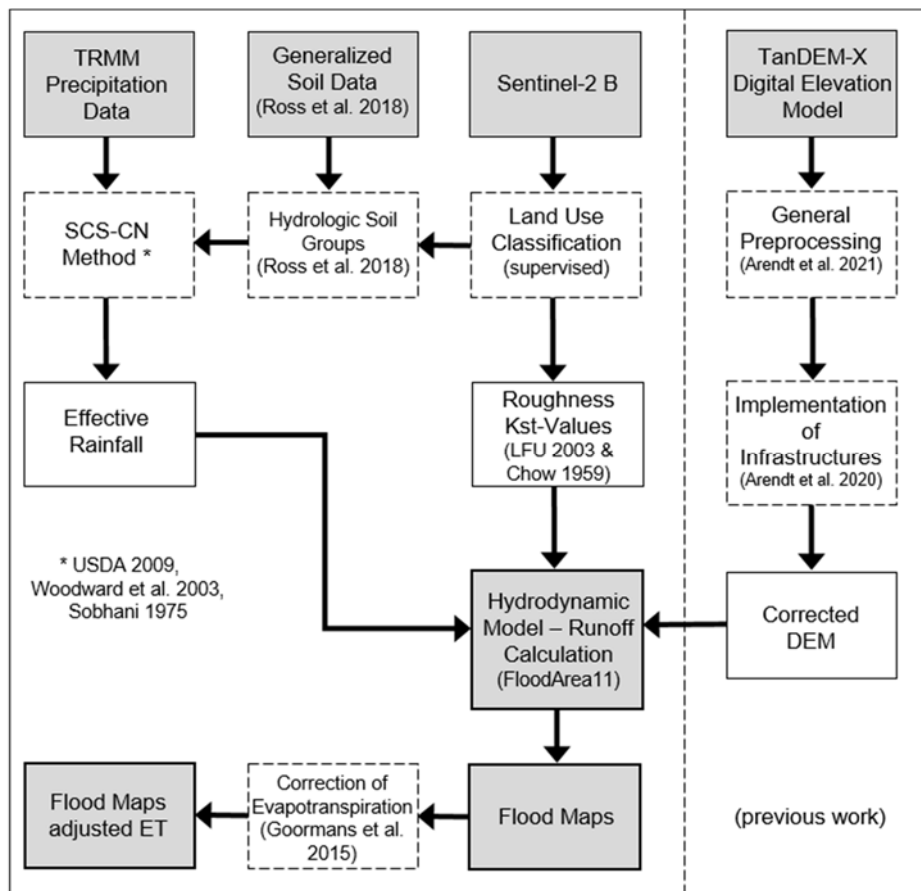 TRMM
Precipitation
Data
Generalized
Soil Data
(Ross et al. 2018)
Sentinel-2 B
TanDEM-X
Digital Elevation
Model
SCS-CN
Method *
Hydrologic Soil
Groups
(Ross et al. 2018)
Land Use
Classification
(supervised)
General
Preprocessing
(Arendt et al. 2021)
Effective
Rainfall
Roughness
Kst-Values
(LFU 2003 &
Chow 1959)
Implementation
of
Infrastructures
(Arendt et al. 2020)
* USDA 2009,
Woodward et al. 2003,
Sobhani 1975
Hydrodynamic
Model – Runoff
Calculation
(FloodArea11)
Corrected
DEM
Flood Maps
adjusted ET
Correction of
Evapotranspiration
(Goormans et al.
2015)
Flood Maps
(previous work)